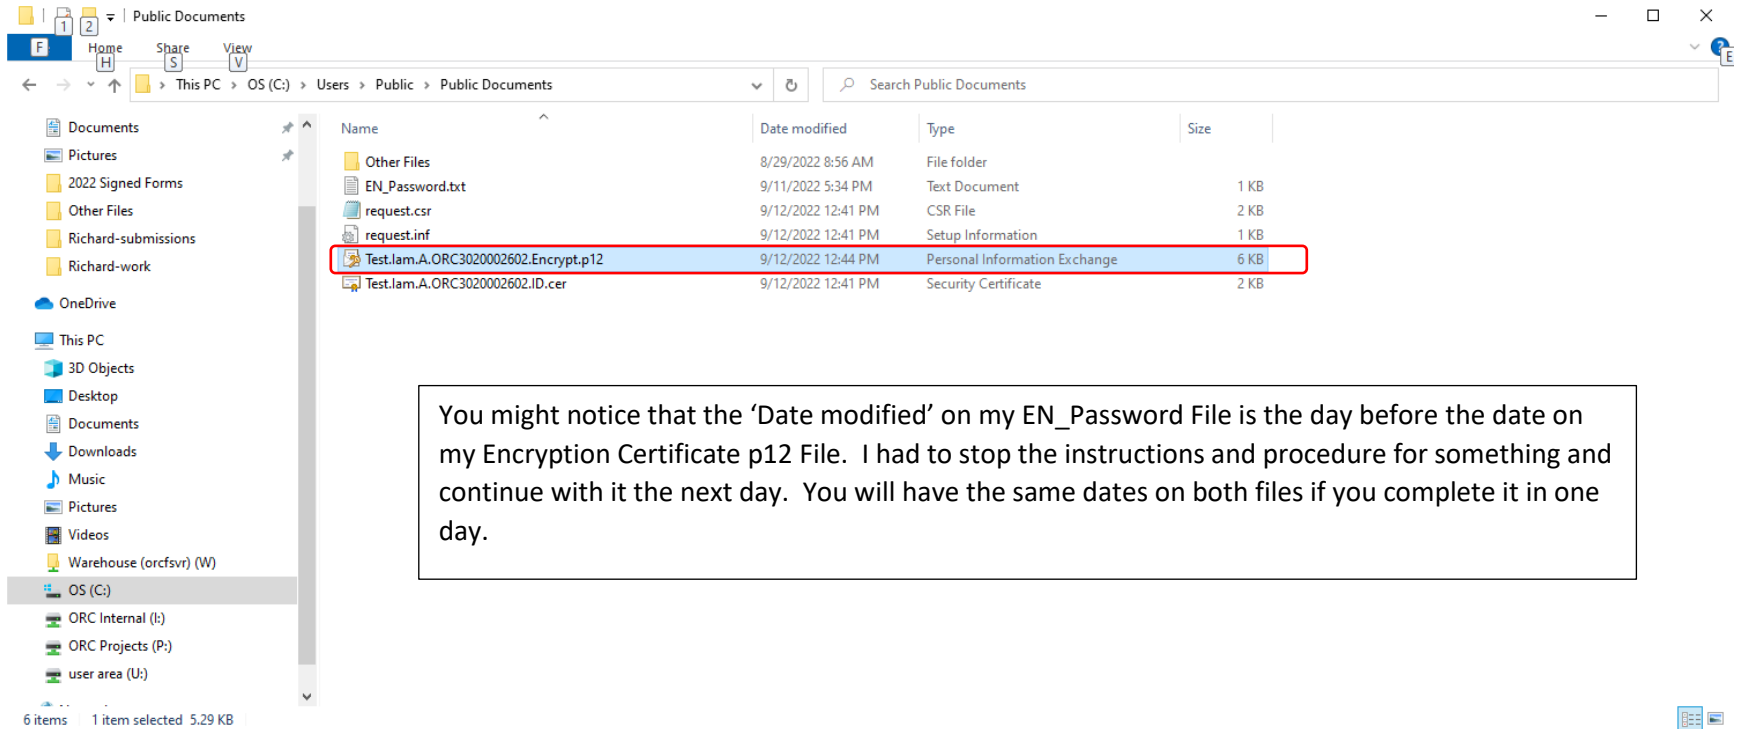 Public Documents
1 2
F Home Share View
H S V E
This PC > OS (C:) > Users > Public > Public Documents
Search Public Documents
Documents
Pictures
2022 Signed Forms
Other Files
Richard-submissions
Richard-work
OneDrive
This PC
3D Objects
Desktop
Documents
Downloads
Music
Pictures
Videos
Warehouse (orcfsvr) (W)
OS (C:)
ORC Internal (I:)
ORC Projects (P:)
user area (U:)
Name Date modified Type Size
Other Files 8/29/2022 8:56 AM File folder
EN_Password.txt 9/11/2022 5:34 PM Text Document 1 KB
request.csr 9/12/2022 12:41 PM CSR File 2 KB
request.inf 9/12/2022 12:41 PM Setup Information 1 KB
Test.Iam.A.ORC3020002602.Encrypt.p12 9/12/2022 12:44 PM Personal Information Exchange 6 KB
Test.Iam.A.ORC3020002602.ID.cer 9/12/2022 12:41 PM Security Certificate 2 KB
You might notice that the ‘Date modified’ on my EN_Password File is the day before the date on
my Encryption Certificate p12 File. I had to stop the instructions and procedure for something and
continue with it the next day. You will have the same dates on both files if you complete it in one
day.
6 items 1 item selected 5.29 KB